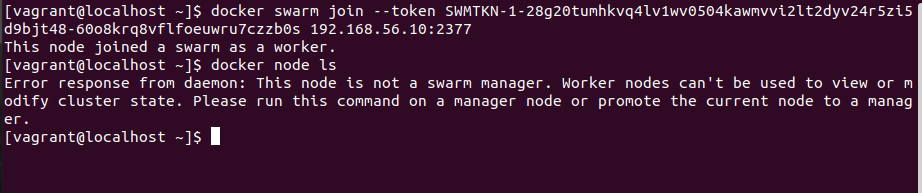 [vagrant@localhost ~]$ docker swarm join --token SWMTKN-1-28g20tumhkvq4lv1wv0504kawmvvi2lt2dyv24r5zi5
d9bjt48-60o8krq8vflfoeuwru7czzb0s 192.168.56.10:2377
This node joined a swarm as a worker.
[vagrant@localhost ~]$ docker node ls
Error response from daemon: This node is not a swarm manager. Worker nodes can't be used to view or m
odify cluster state. Please run this command on a manager node or promote the current node to a manag
er.
[vagrant@localhost ~]$